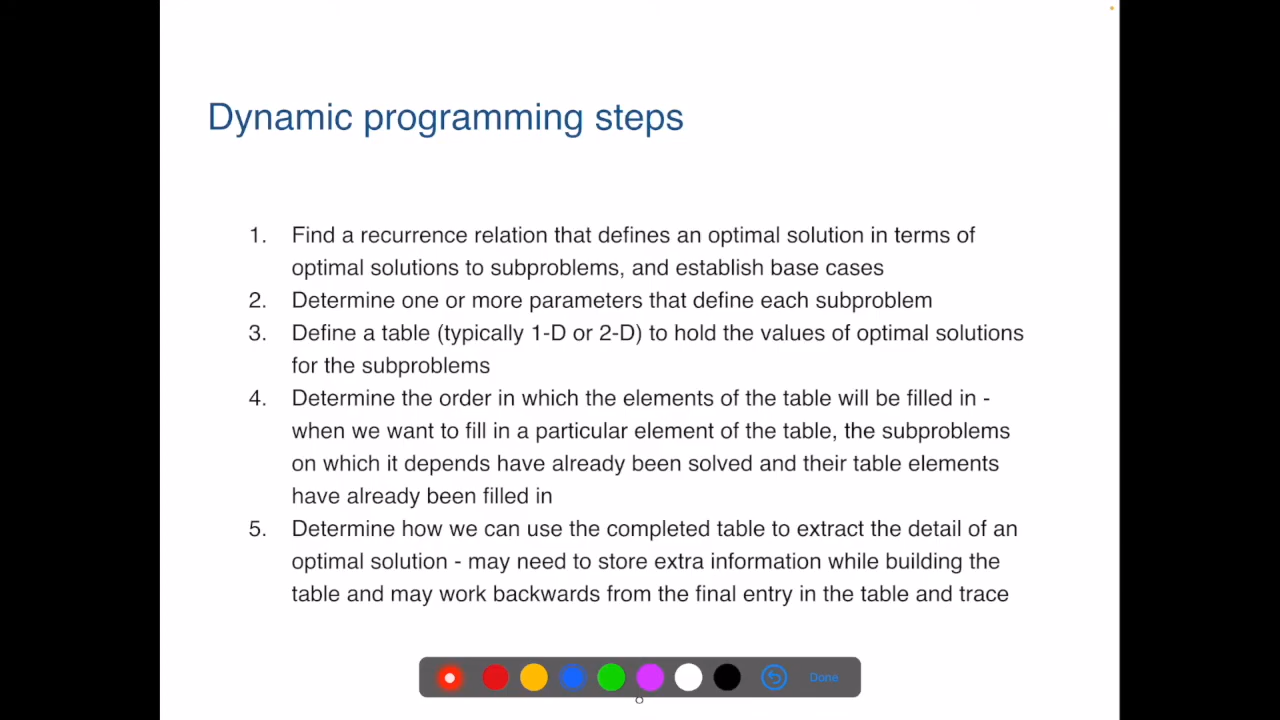 Dynamic programming steps
1. Find a recurrence relation that defines an optimal solution in terms of
optimal solutions to subproblems, and establish base cases
2. Determine one or more parameters that define each subproblem
3. Define a table (typically 1-D or 2-D) to hold the values of optimal solutions
for the subproblems
4. Determine the order in which the elements of the table will be filled in -
when we want to fill in a particular element of the table, the subproblems
on which it depends have already been solved and their table elements
have already been filled in
5. Determine how we can use the completed table to extract the detail of an
optimal solution - may need to store extra information while building the
table and may work backwards from the final entry in the table and trace
Done